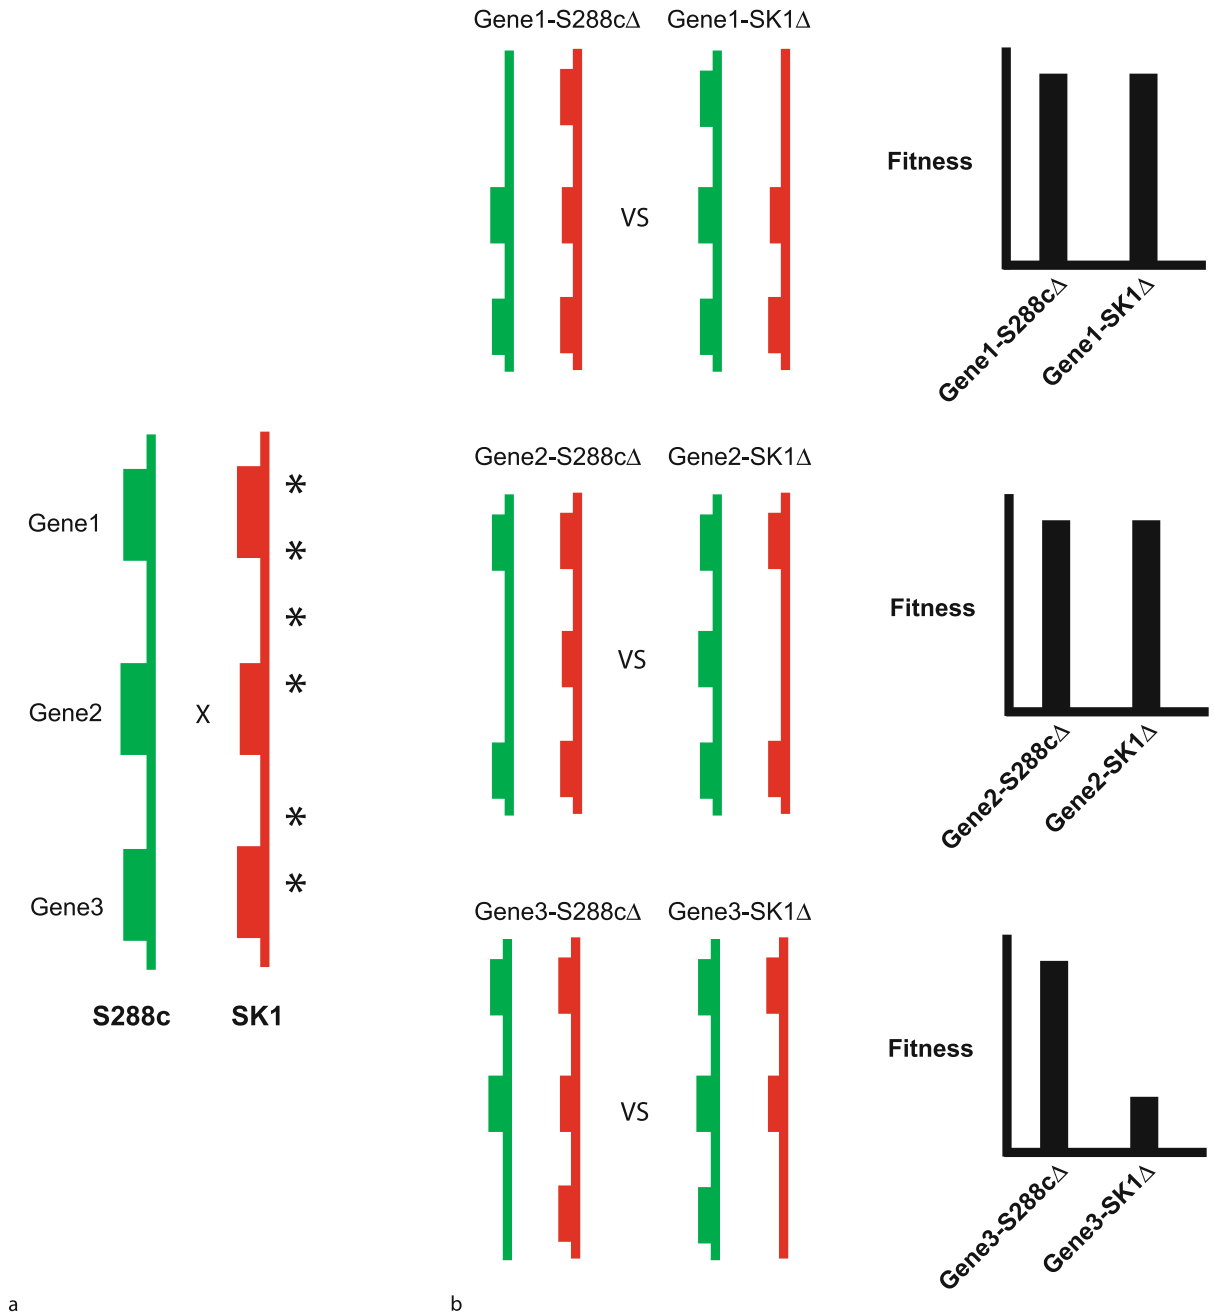 Gene1
Gene2
X
Gene3
S288c SK1
*
*
*
*
*
*
a
Gene1-S288cΔ Gene1-SK1Δ
VS
Fitness
Gene1-S288cΔ
Gene1-SK1Δ
Gene2-S288cΔ Gene2-SK1Δ
VS
Fitness
Gene2-S288cΔ
Gene2-SK1Δ
Gene3-S288cΔ Gene3-SK1Δ
VS
Fitness
Gene3-S288cΔ
Gene3-SK1Δ
b